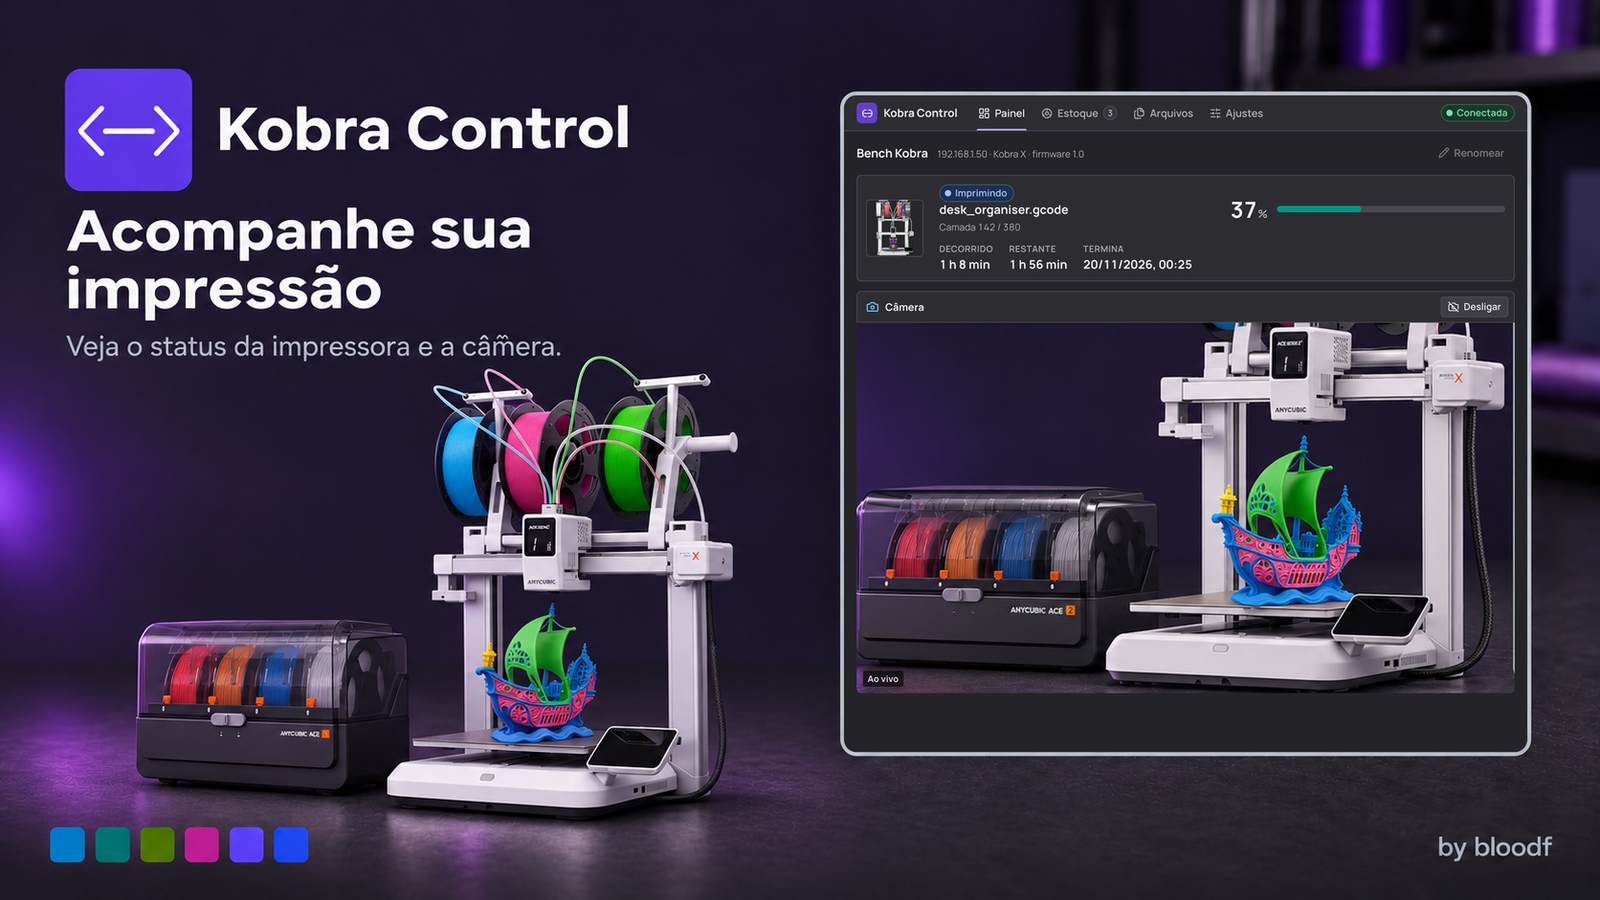 Kobra Control
Acompanhe sua
impressão
Veja o status da impressora e a câm̃era.
ANYCUBIC
X
ANYCUBIC ACE
by bloodf
Kobra Control
Painel
Estoque 3
Arquivos
Ajustes
Conectada
Bench Kobra
192.168.1.50 · Kobra X · firmware 1.0
Renomear
Imprimindo
desk_organiser.gcode
Camada 142 / 380
37%
DECORRIDO RESTANTE TERMINA
1 h 8 min 1 h 56 min 20/11/2026, 00:25
Câmera
Desligar
ANYCUBIC
X
ANYCUBIC ACE 2
Ao vivo